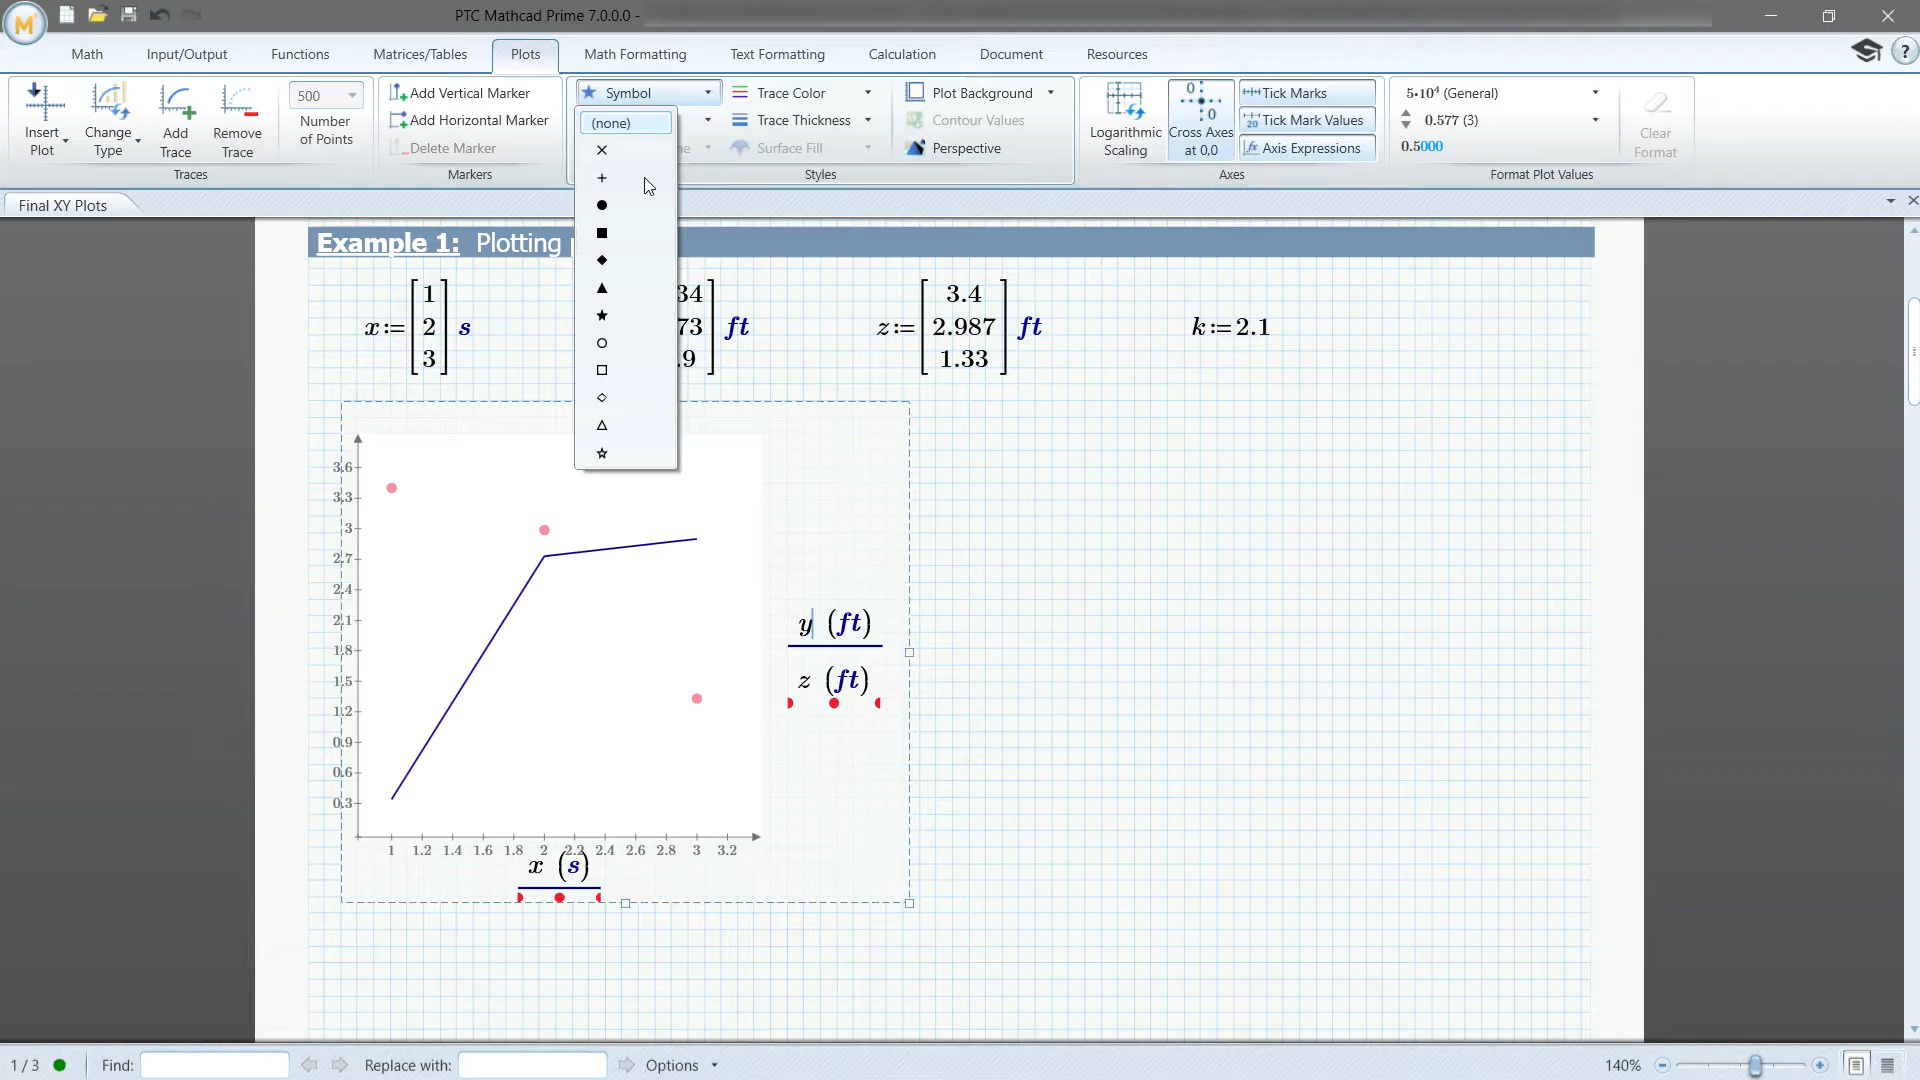 PTC Mathcad Prime 7.0.0.0 -
Math Input/Output Functions Matrices/Tables Plots Math Formatting Text Formatting Calculation Document Resources
Insert Plot
Change Type
Add Trace
Remove Trace
500
Number of Points
Traces
Add Vertical Marker
Add Horizontal Marker
Delete Marker
Markers
Symbol
(none)
Trace Color
Trace Thickness
Surface Fill
Plot Background
Contour Values
Perspective
Styles
Logarithmic Scaling
Cross Axes at 0,0
Tick Marks
Tick Mark Values
Axis Expressions
Axes
5•10⁴ (General)
0.577 (3)
0.5000
Clear Format
Format Plot Values
Final XY Plots
Example 1: Plotting
x:=[1 2 3] s
34
73 ft
.9
z:=[3.4 2.987 1.33] ft
k:=2.1
3.6
3.3
3
2.7
2.4
2.1
1.8
1.5
1.2
0.9
0.6
0.3
1 1.2 1.4 1.6 1.8 2 2.2 2.4 2.6 2.8 3 3.2
y (ft)
z (ft)
x (s)
1 / 3 Find: Replace with: Options 140%